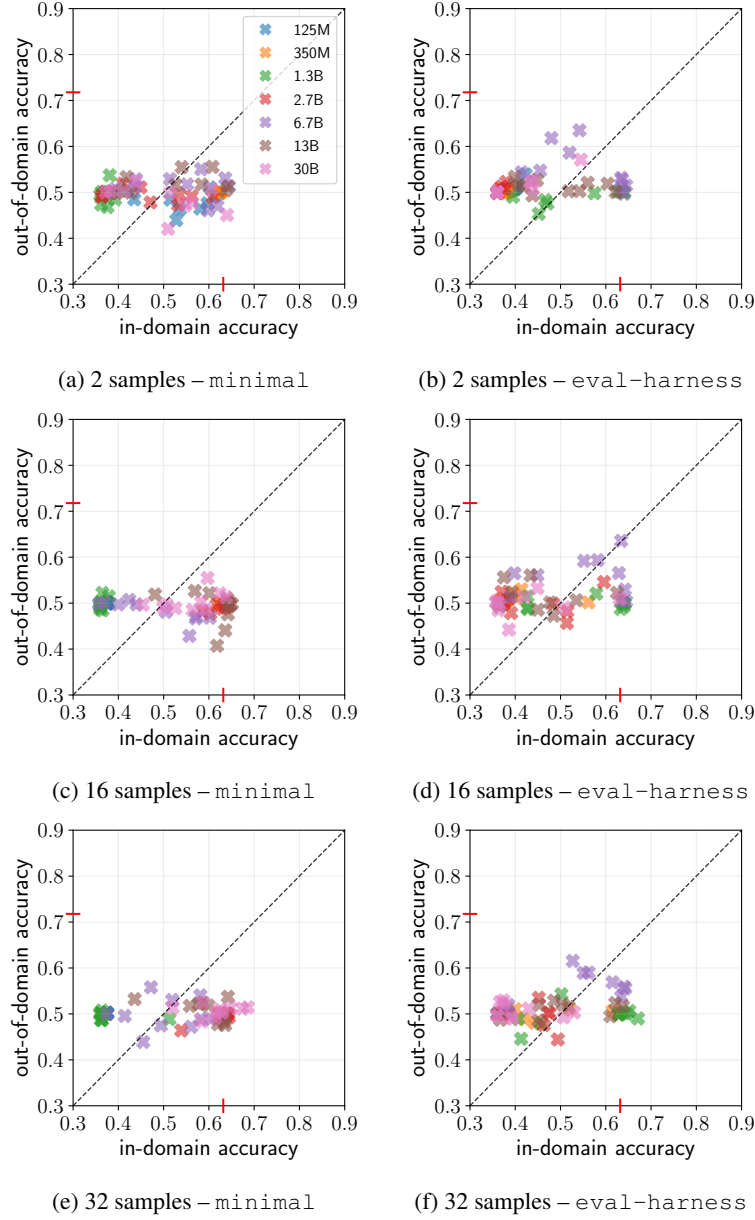 0.9
0.8
0.7
0.6
0.5
0.4
0.3
out-of-domain accuracy
0.3 0.4 0.5 0.6 0.7 0.8 0.9
in-domain accuracy
125M
350M
1.3B
2.7B
6.7B
13B
30B
(a) 2 samples – minimal
0.9
0.8
0.7
0.6
0.5
0.4
0.3
out-of-domain accuracy
0.3 0.4 0.5 0.6 0.7 0.8 0.9
in-domain accuracy
(b) 2 samples – eval-harness
0.9
0.8
0.7
0.6
0.5
0.4
0.3
out-of-domain accuracy
0.3 0.4 0.5 0.6 0.7 0.8 0.9
in-domain accuracy
(c) 16 samples – minimal
0.9
0.8
0.7
0.6
0.5
0.4
0.3
out-of-domain accuracy
0.3 0.4 0.5 0.6 0.7 0.8 0.9
in-domain accuracy
(d) 16 samples – eval-harness
0.9
0.8
0.7
0.6
0.5
0.4
0.3
out-of-domain accuracy
0.3 0.4 0.5 0.6 0.7 0.8 0.9
in-domain accuracy
(e) 32 samples – minimal
0.9
0.8
0.7
0.6
0.5
0.4
0.3
out-of-domain accuracy
0.3 0.4 0.5 0.6 0.7 0.8 0.9
in-domain accuracy
(f) 32 samples – eval-harness